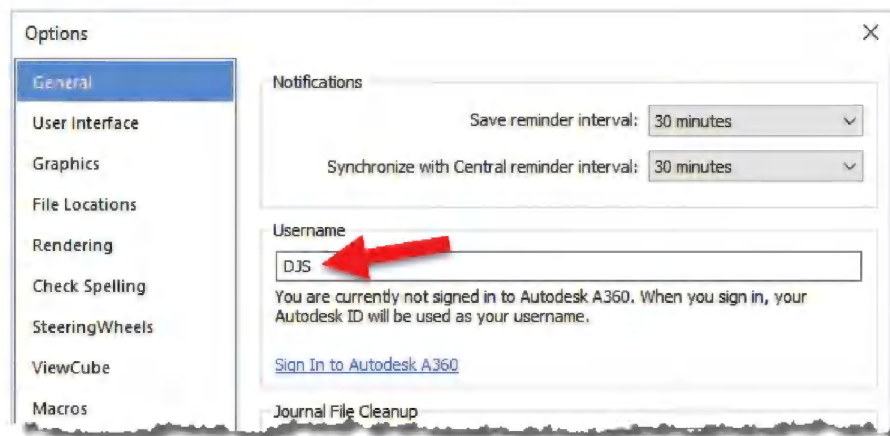 Options
General
User Interface
Graphics
File Locations
Rendering
Check Spelling
SteeringWheels
ViewCube
Macros
Notifications
Save reminder interval: 30 minutes
Synchronize with Central reminder interval: 30 minutes
Username
DJS
You are currently not signed in to Autodesk A360. When you sign in, your
Autodesk ID will be used as your username.
Sign In to Autodesk A360
Journal File Cleanup